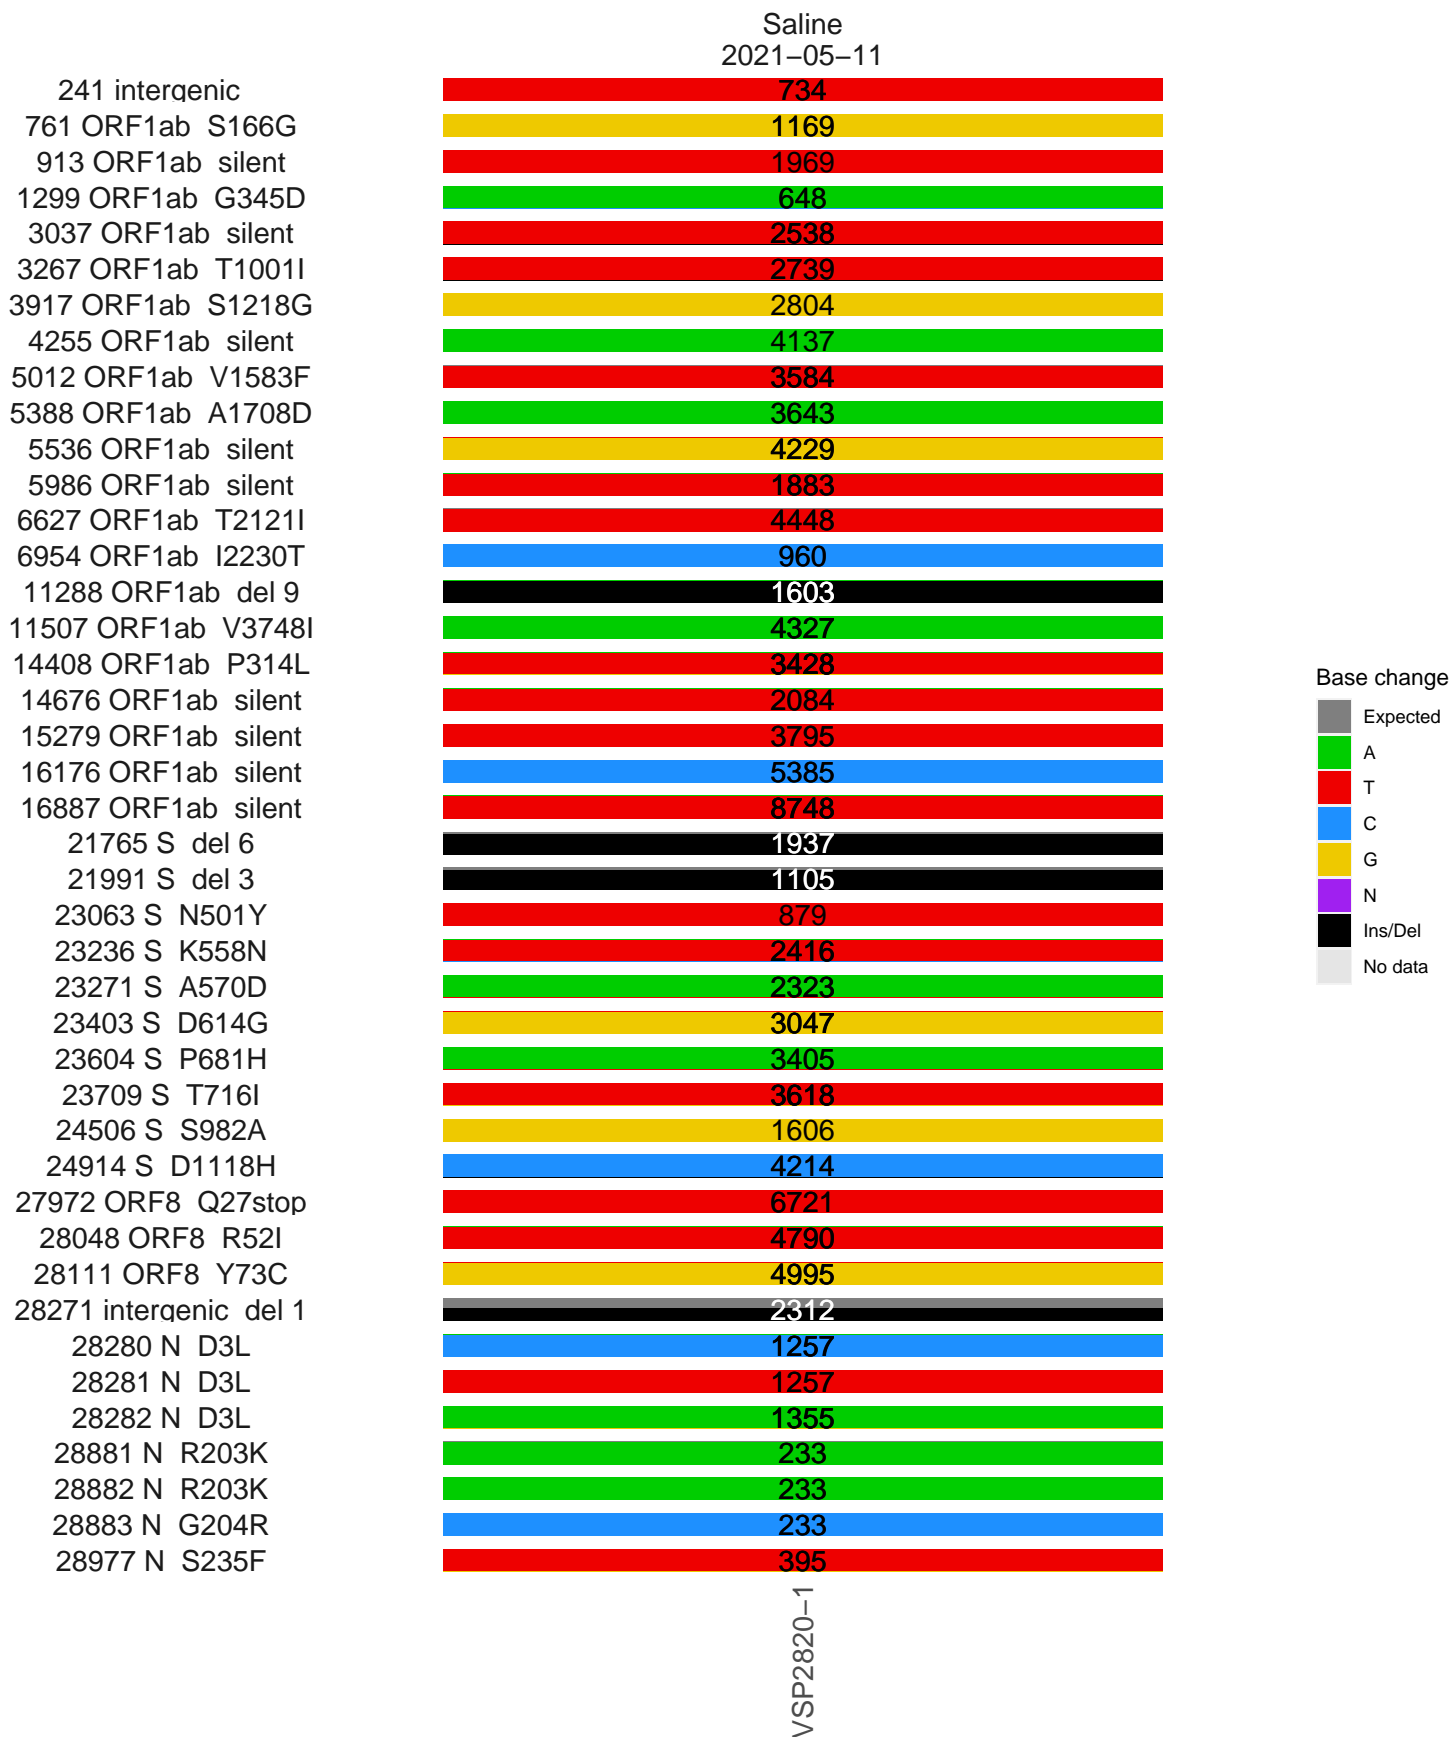 Saline
2021−05−11
241 intergenic 734
761 ORF1ab S166G 1169
913 ORF1ab silent 1969
1299 ORF1ab G345D 648
3037 ORF1ab silent 2538
3267 ORF1ab T1001I 2739
3917 ORF1ab S1218G 2804
4255 ORF1ab silent 4137
5012 ORF1ab V1583F 3584
5388 ORF1ab A1708D 3643
5536 ORF1ab silent 4229
5986 ORF1ab silent 1883
6627 ORF1ab T2121I 4448
6954 ORF1ab I2230T 960
11288 ORF1ab del 9 1603
11507 ORF1ab V3748I 4327
14408 ORF1ab P314L 3428
14676 ORF1ab silent 2084
15279 ORF1ab silent 3795
16176 ORF1ab silent 5385
16887 ORF1ab silent 8748
21765 S del 6 1937
21991 S del 3 1105
23063 S N501Y 879
23236 S K558N 2416
23271 S A570D 2323
23403 S D614G 3047
23604 S P681H 3405
23709 S T716I 3618
24506 S S982A 1606
24914 S D1118H 4214
27972 ORF8 Q27stop 6721
28048 ORF8 R52I 4790
28111 ORF8 Y73C 4995
28271 intergenic del 1 2312
28280 N D3L 1257
28281 N D3L 1257
28282 N D3L 1355
28881 N R203K 233
28882 N R203K 233
28883 N G204R 233
28977 N S235F 395
VSP2820−1
Base change
Expected
A
T
C
G
N
Ins/Del
No data